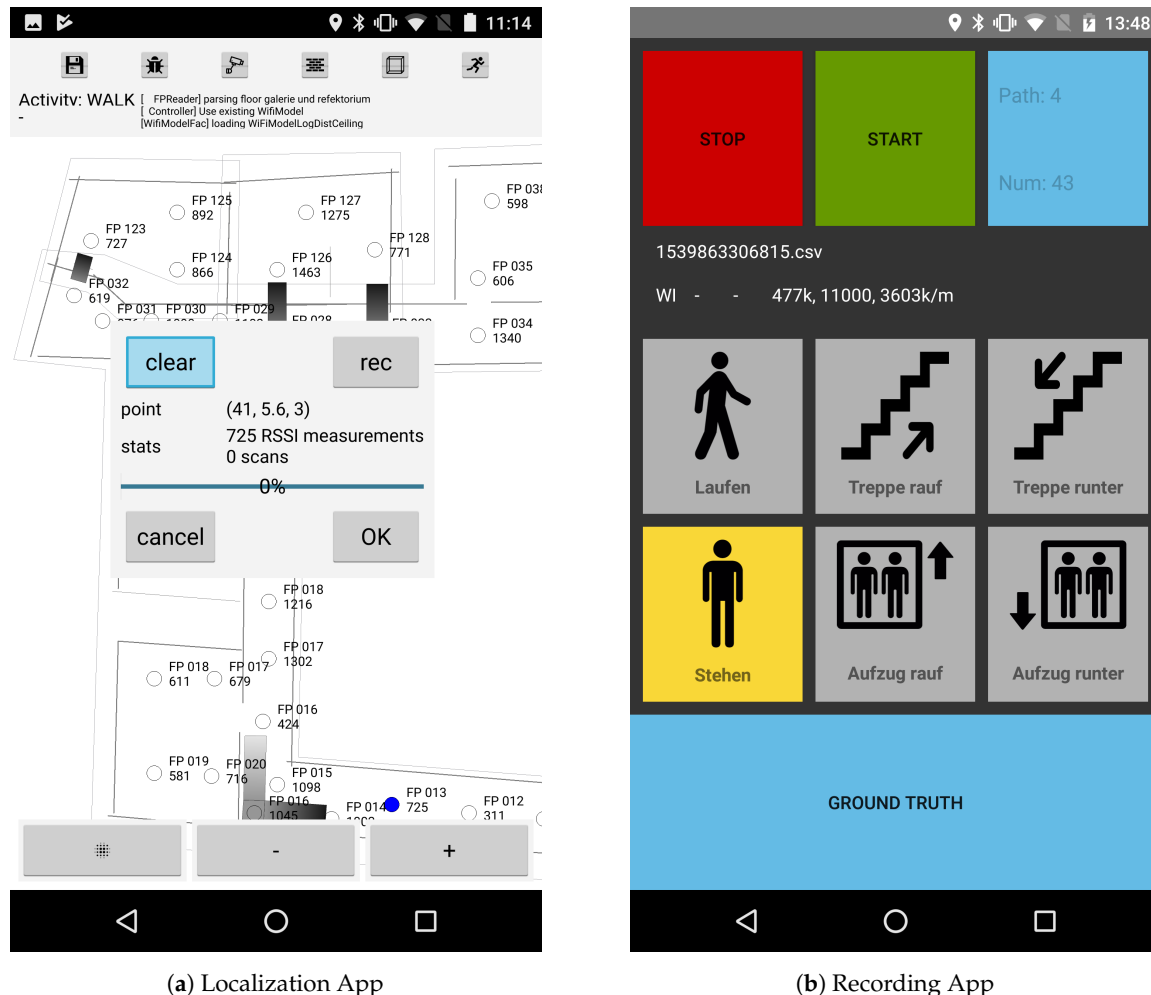 11:14
Activity: WALK
-
[ FPReader] parsing floor galerie und refektorium
[ Controller] Use existing WifiModel
[WifiModelFac] loading WiFiModelLogDistCeiling
FP 125
892
FP 127
1275
FP 038
598
FP 123
727
FP 128
771
FP 124
866
FP 126
1463
FP 035
606
FP 032
619
FP 031
FP 030
FP 029
FP 028
FP 034
1340
clear
rec
point
(41, 5.6, 3)
stats
725 RSSI measurements
0 scans
0%
cancel
OK
FP 018
1216
FP 017
1302
FP 018
611
FP 017
679
FP 016
424
FP 019
581
FP 020
716
FP 015
1098
FP 013
725
FP 016
1045
FP 014
FP 012
311
-
+
(a) Localization App
13:48
STOP
START
Path: 4
Num: 43
1539863306815.csv
WI - - 477k, 11000, 3603k/m
Laufen
Treppe rauf
Treppe runter
Stehen
Aufzug rauf
Aufzug runter
GROUND TRUTH
(b) Recording App